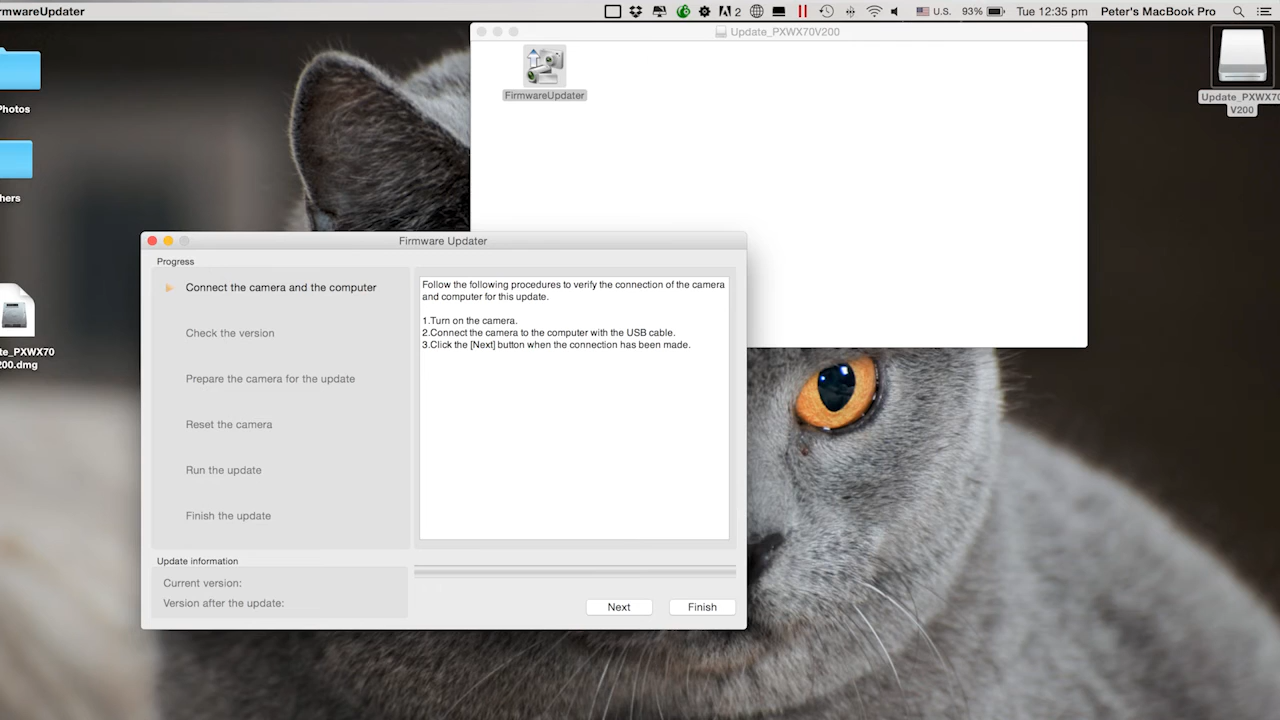 rmwareUpdater
2
U.S.
93%
Tue 12:35 pm
Peter's MacBook Pro
Update_PXWX70V200
FirmwareUpdater
Update_PXWX70
V200
Photos
hers
te_PXWX70
200.dmg
Firmware Updater
Progress
Connect the camera and the computer
Check the version
Prepare the camera for the update
Reset the camera
Run the update
Finish the update
Follow the following procedures to verify the connection of the camera
and computer for this update.
1.Turn on the camera.
2.Connect the camera to the computer with the USB cable.
3.Click the [Next] button when the connection has been made.
Update information
Current version:
Version after the update:
Next
Finish